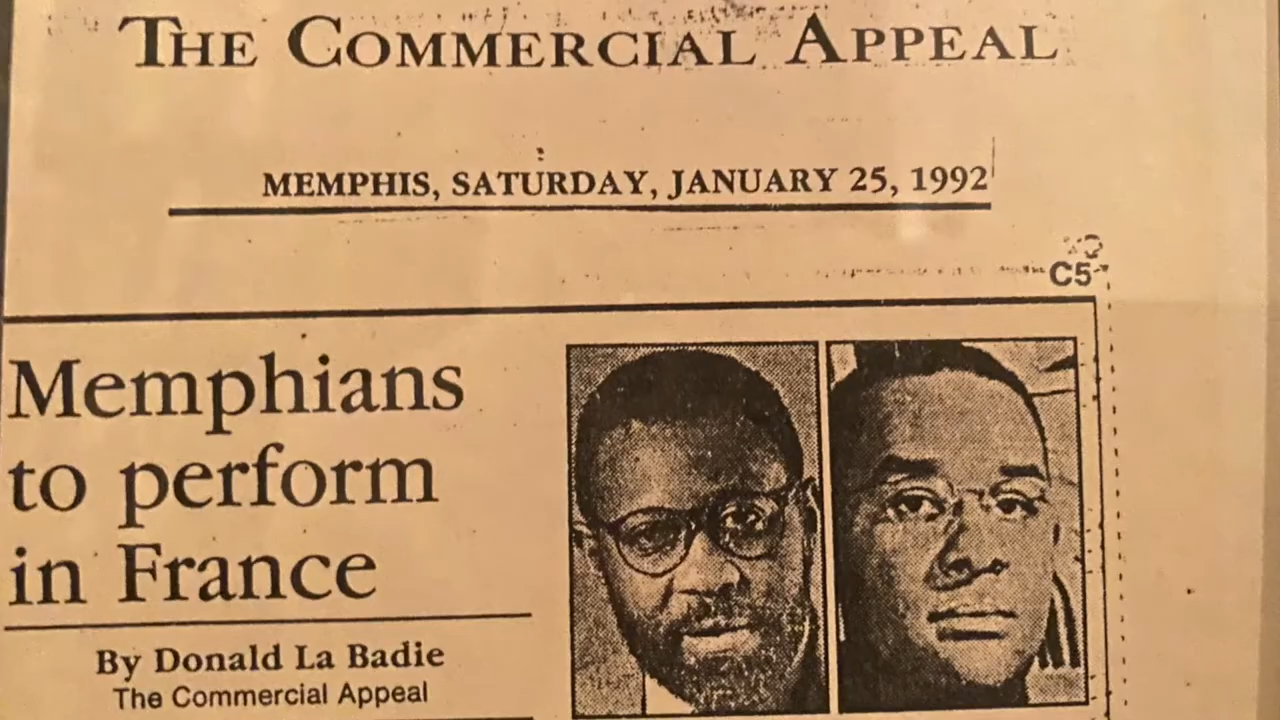 THE COMMERCIAL APPEAL
MEMPHIS, SATURDAY, JANUARY 25, 1992
C5
Memphians
to perform
in France
By Donald La Badie
The Commercial Appeal